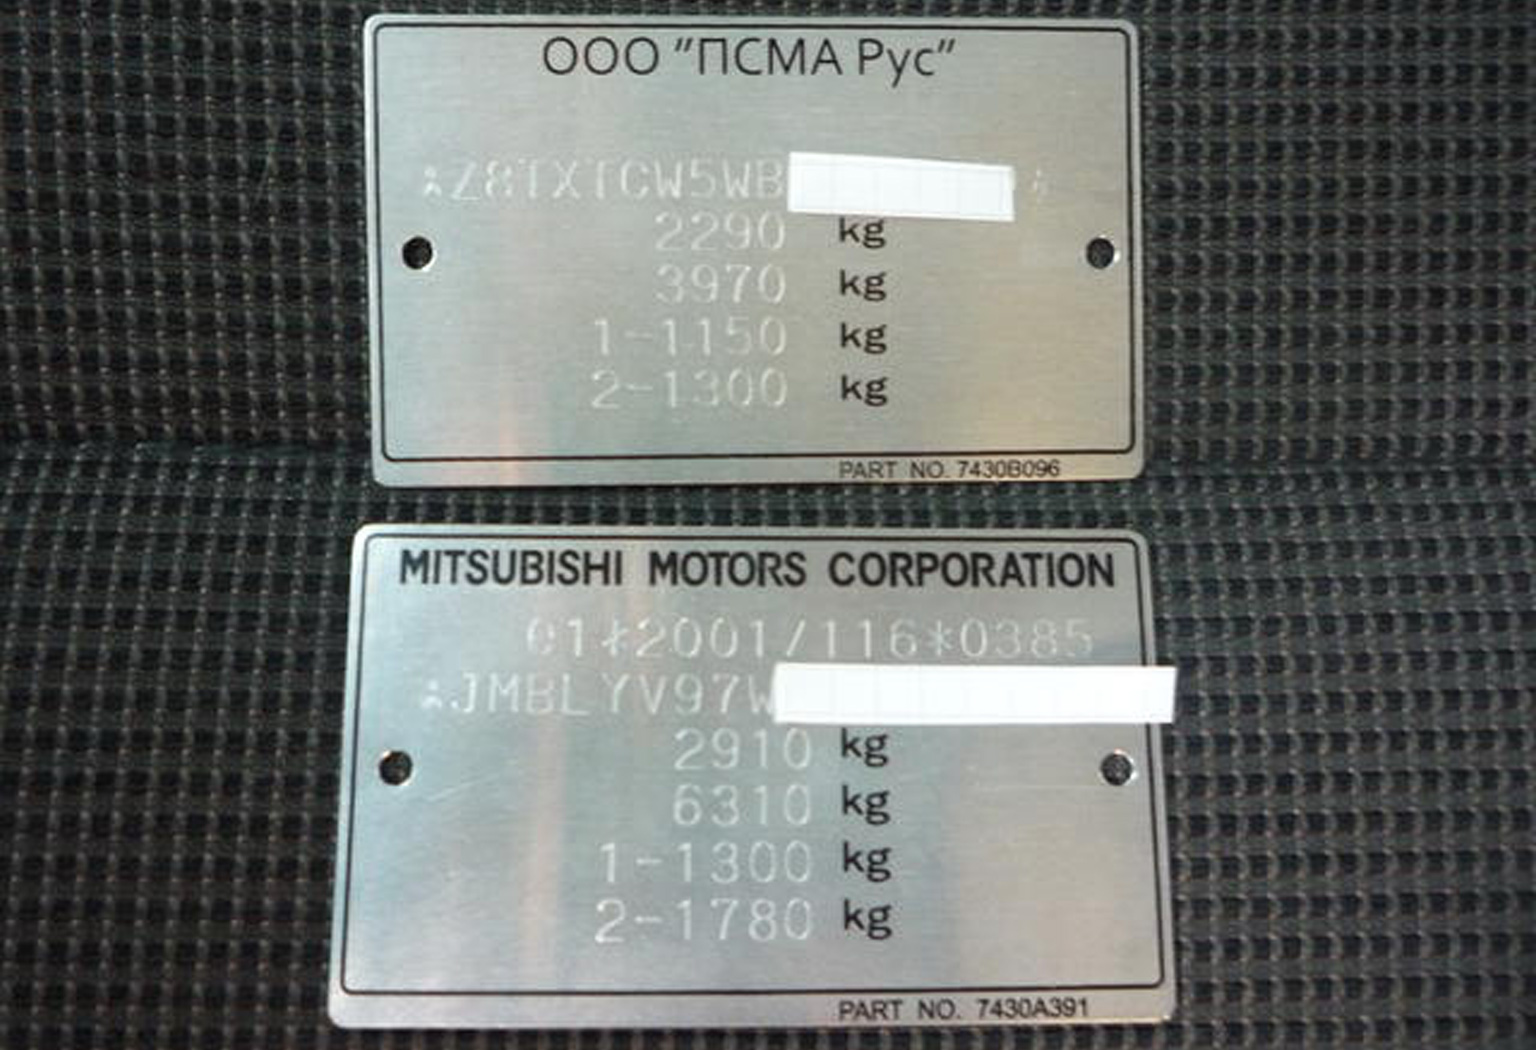 ООО "ПСМА Рус"
*Z8TXTCW5WB *
2290 kg
3970 kg
1-1150 kg
2-1300 kg
PART NO. 7430B096
MITSUBISHI MOTORS CORPORATION
01*2001/116*0385
*JMBLYV97W
2910 kg
6310 kg
1-1300 kg
2-1780 kg
PART NO. 7430A391